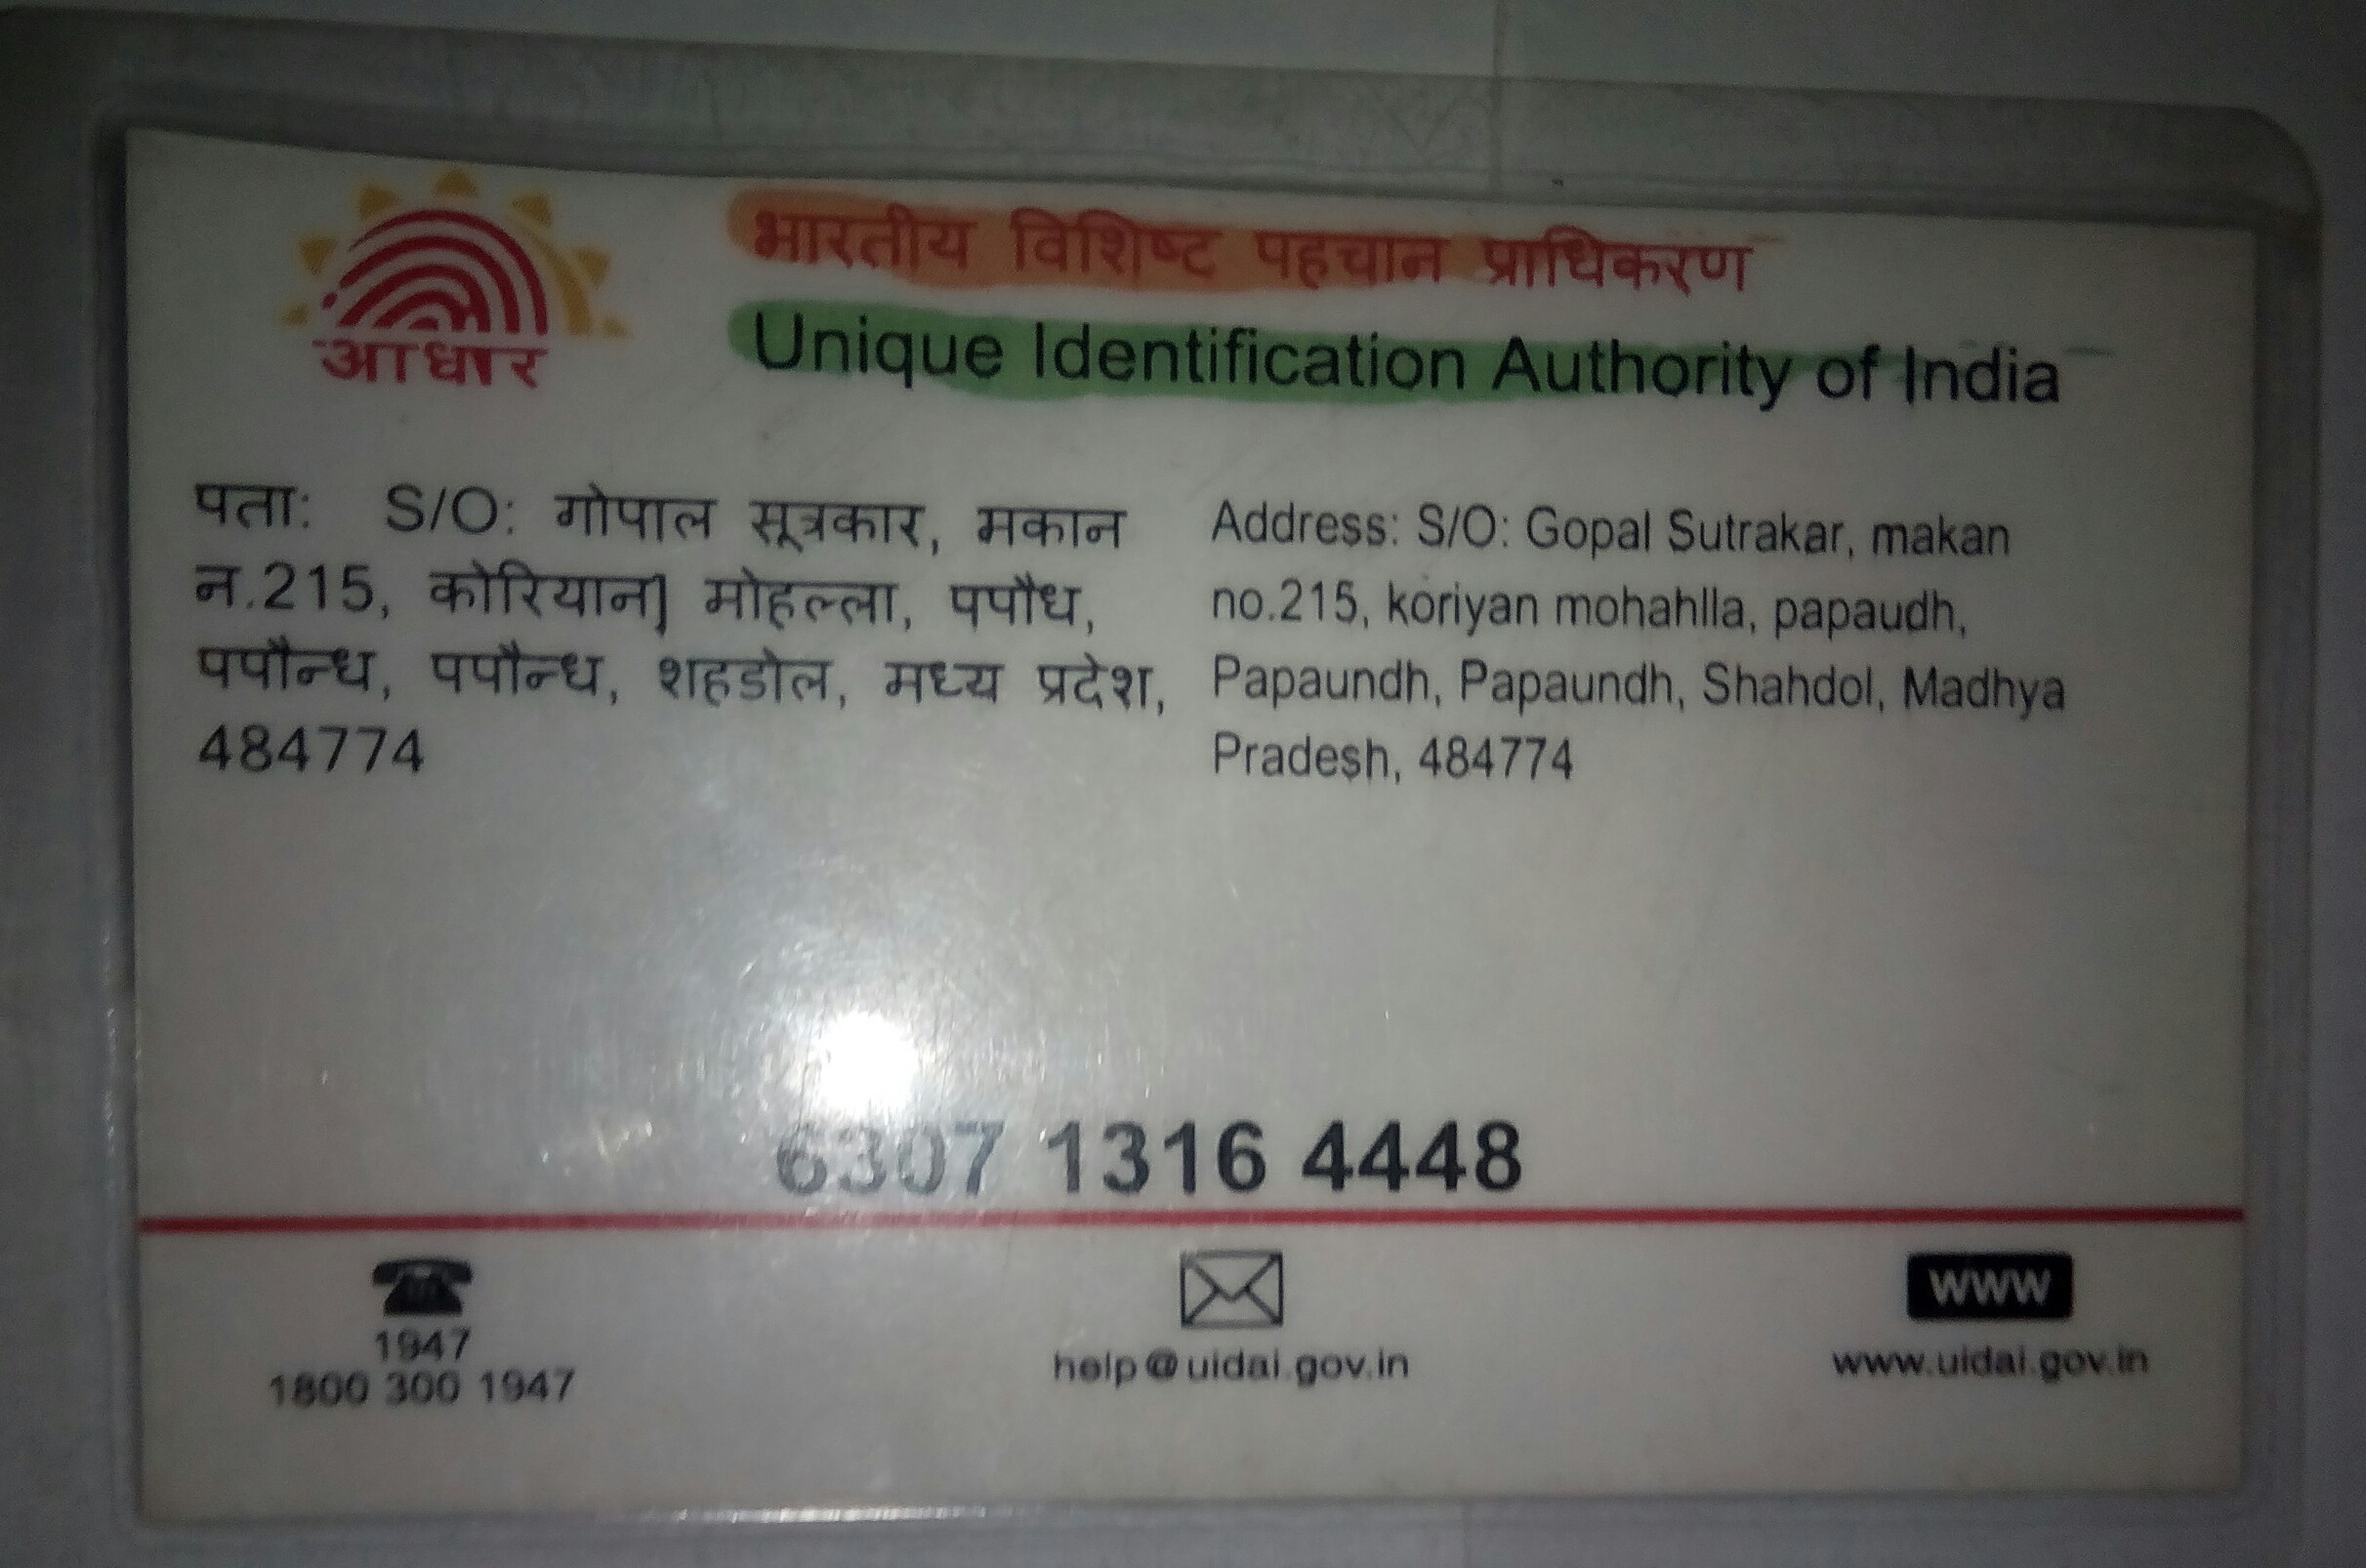 आधार
भारतीय विशिष्ट पहचान प्राधिकरण
Unique Identification Authority of India
पता: S/O: गोपाल सूत्रकार, मकान
न.215, कोरियान] मोहल्ला, पपौध,
पपौन्ध, पपौन्ध, शहडोल, मध्य प्रदेश,
484774
Address: S/O: Gopal Sutrakar, makan
no.215, koriyan mohahlla, papaudh,
Papaundh, Papaundh, Shahdol, Madhya
Pradesh, 484774
6307 1316 4448
1947
1800 300 1947
help@uidai.gov.in
www
www.uidai.gov.in